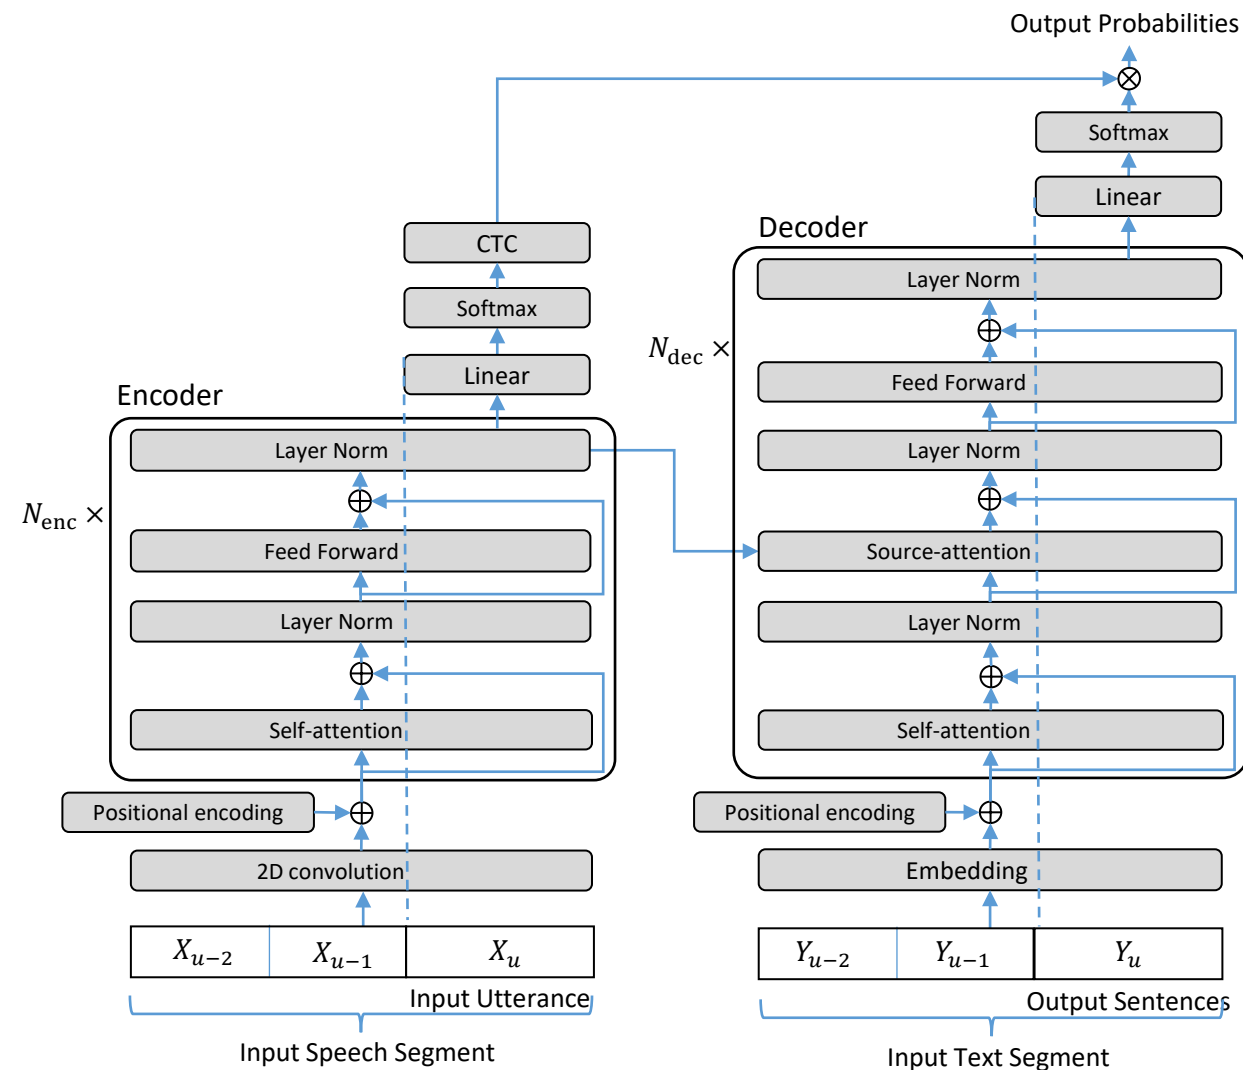 Output Probabilities
Softmax
Linear
CTC
Softmax
Linear
Encoder
Layer Norm
N_enc ×
Feed Forward
Layer Norm
Self-attention
Positional encoding
2D convolution
X_{u−2} X_{u−1} X_u
Input Utterance
Input Speech Segment
Decoder
Layer Norm
N_dec ×
Feed Forward
Layer Norm
Source-attention
Layer Norm
Self-attention
Positional encoding
Embedding
Y_{u−2} Y_{u−1} Y_u
Output Sentences
Input Text Segment